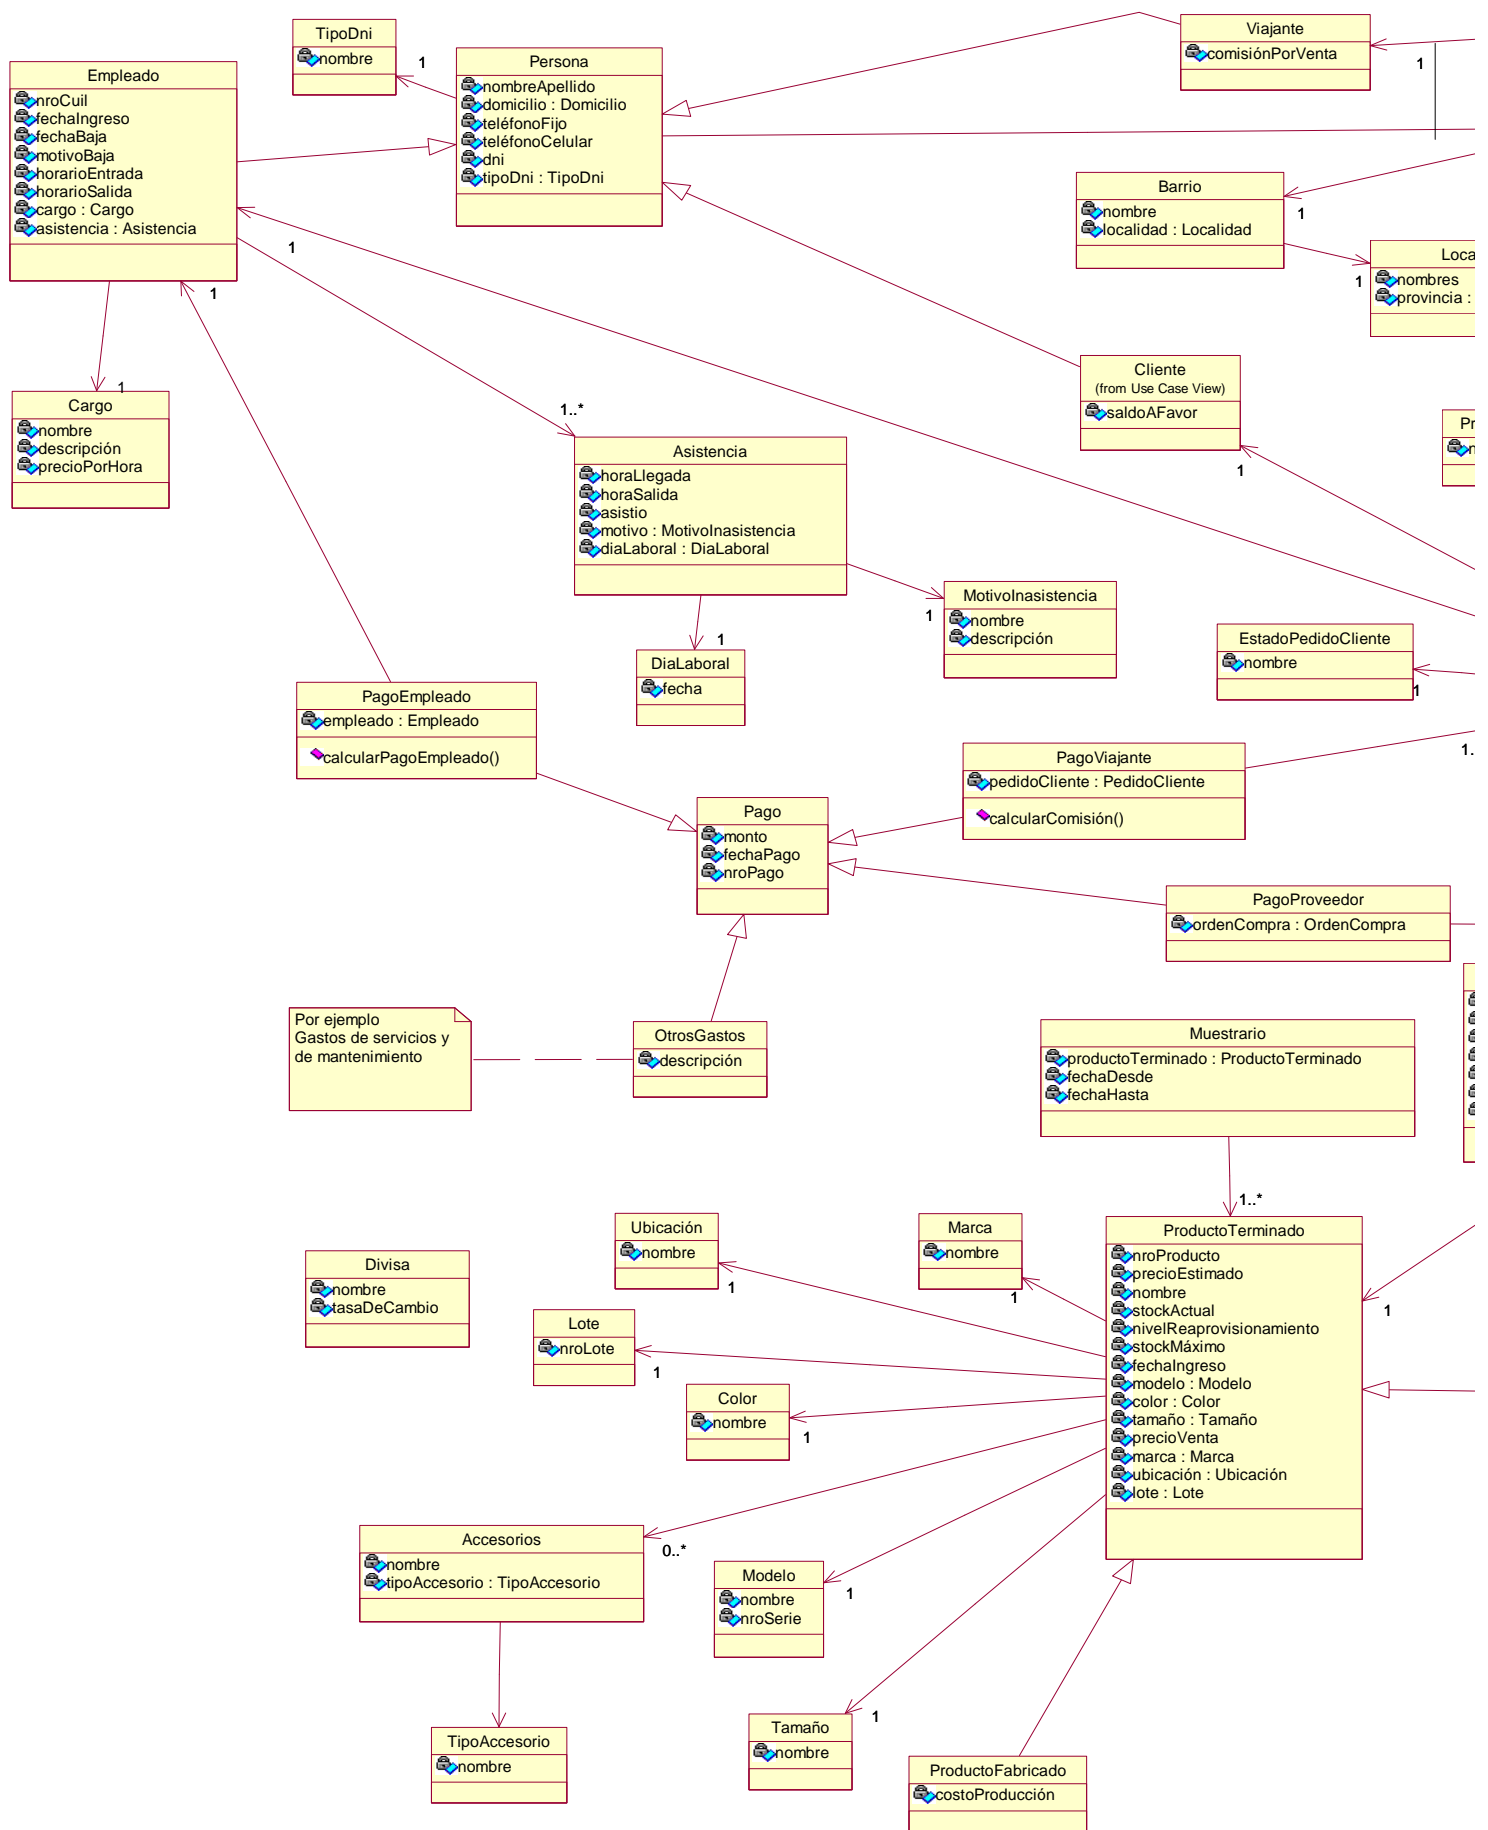 TipoDni
nombre
1
Persona
nombreApellido
domicilio : Domicilio
teléfonoFijo
teléfonoCelular
dni
tipoDni : TipoDni
Viajante
comisiónPorVenta
1
Empleado
nroCuil
fechaIngreso
fechaBaja
motivoBaja
horarioEntrada
horarioSalida
cargo : Cargo
asistencia : Asistencia
1
1
Barrio
nombre
localidad : Localidad
1
1
nombres
provincia :
Cliente
(from Use Case View)
saldoAFavor
1
1
Cargo
nombre
descripción
precioPorHora
1..*
Asistencia
horaLlegada
horaSalida
asistio
motivo : MotivoInasistencia
diaLaboral : DiaLaboral
1
MotivoInasistencia
nombre
descripción
1
DiaLaboral
fecha
EstadoPedidoCliente
nombre
1
PagoEmpleado
empleado : Empleado
calcularPagoEmpleado()
PagoViajante
pedidoCliente : PedidoCliente
calcularComisión()
1..
Pago
monto
fechaPago
nroPago
PagoProveedor
ordenCompra : OrdenCompra
Por ejemplo
Gastos de servicios y
de mantenimiento
OtrosGastos
descripción
Muestrario
productoTerminado : ProductoTerminado
fechaDesde
fechaHasta
1..*
Ubicación
nombre
1
Marca
nombre
1
ProductoTerminado
nroProducto
precioEstimado
nombre
stockActual
nivelReaprovisionamiento
stockMáximo
fechaIngreso
modelo : Modelo
color : Color
tamaño : Tamaño
precioVenta
marca : Marca
ubicación : Ubicación
lote : Lote
1
Divisa
nombre
tasaDeCambio
Lote
nroLote
1
Color
nombre
1
Accesorios
nombre
tipoAccesorio : TipoAccesorio
0..*
Modelo
nombre
nroSerie
1
TipoAccesorio
nombre
Tamaño
nombre
1
ProductoFabricado
costoProducción